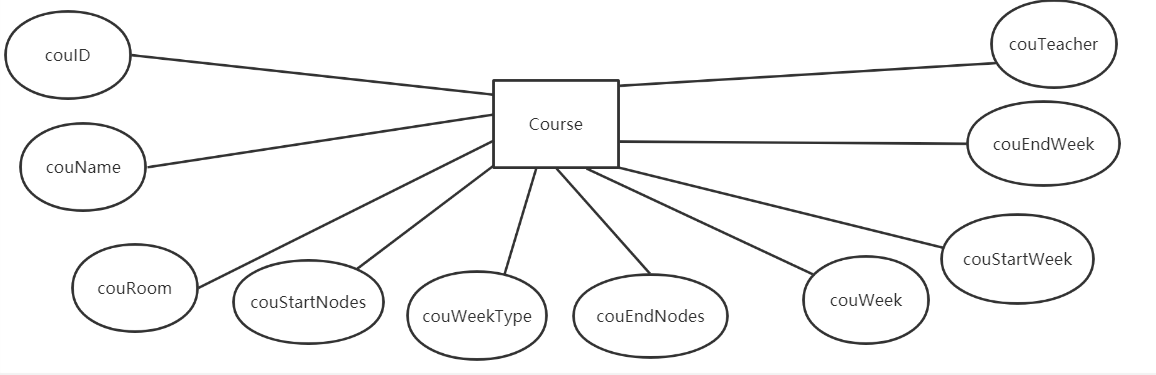 couID
couTeacher
Course
couEndWeek
couName
couStartWeek
couRoom
couStartNodes
couWeekType
couEndNodes
couWeek